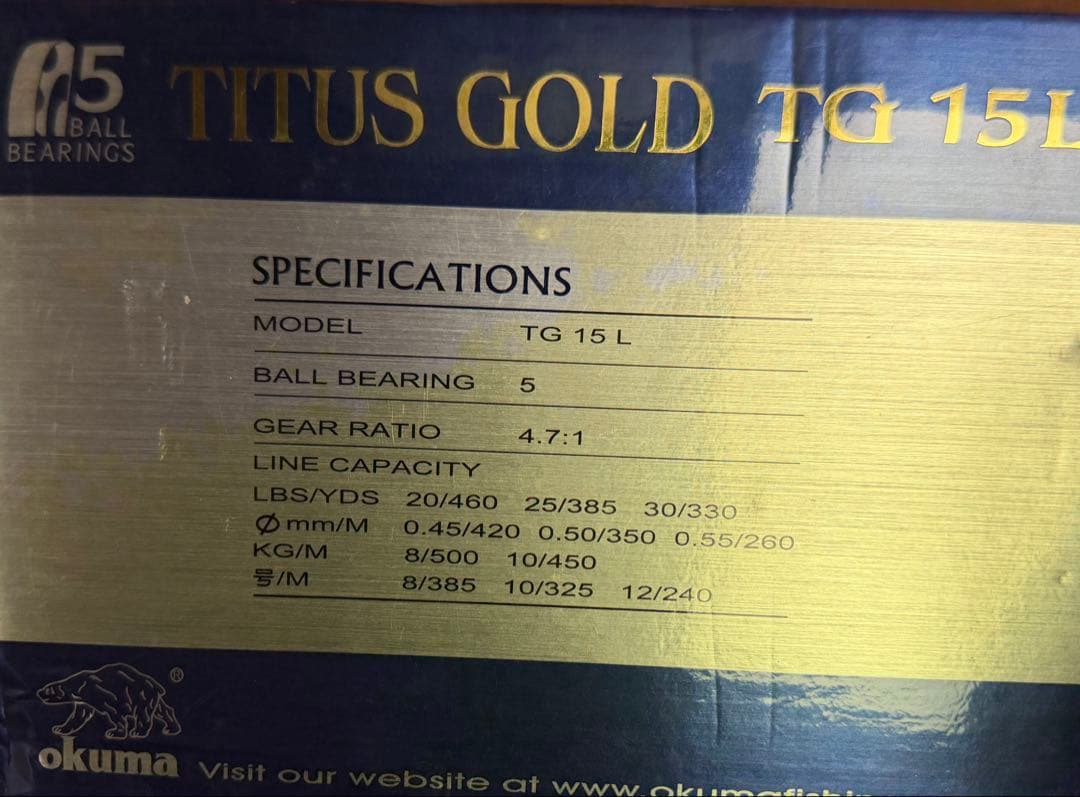 5
BALL
BEARINGS
TITUS GOLD TG 15L
SPECIFICATIONS
MODEL TG 15 L
BALL BEARING 5
GEAR RATIO 4.7:1
LINE CAPACITY
LBS/YDS 20/460 25/385 30/330
Ømm/M 0.45/420 0.50/350 0.55/260
KG/M 8/500 10/450
号/M 8/385 10/325 12/240
®
okuma
Visit our website at